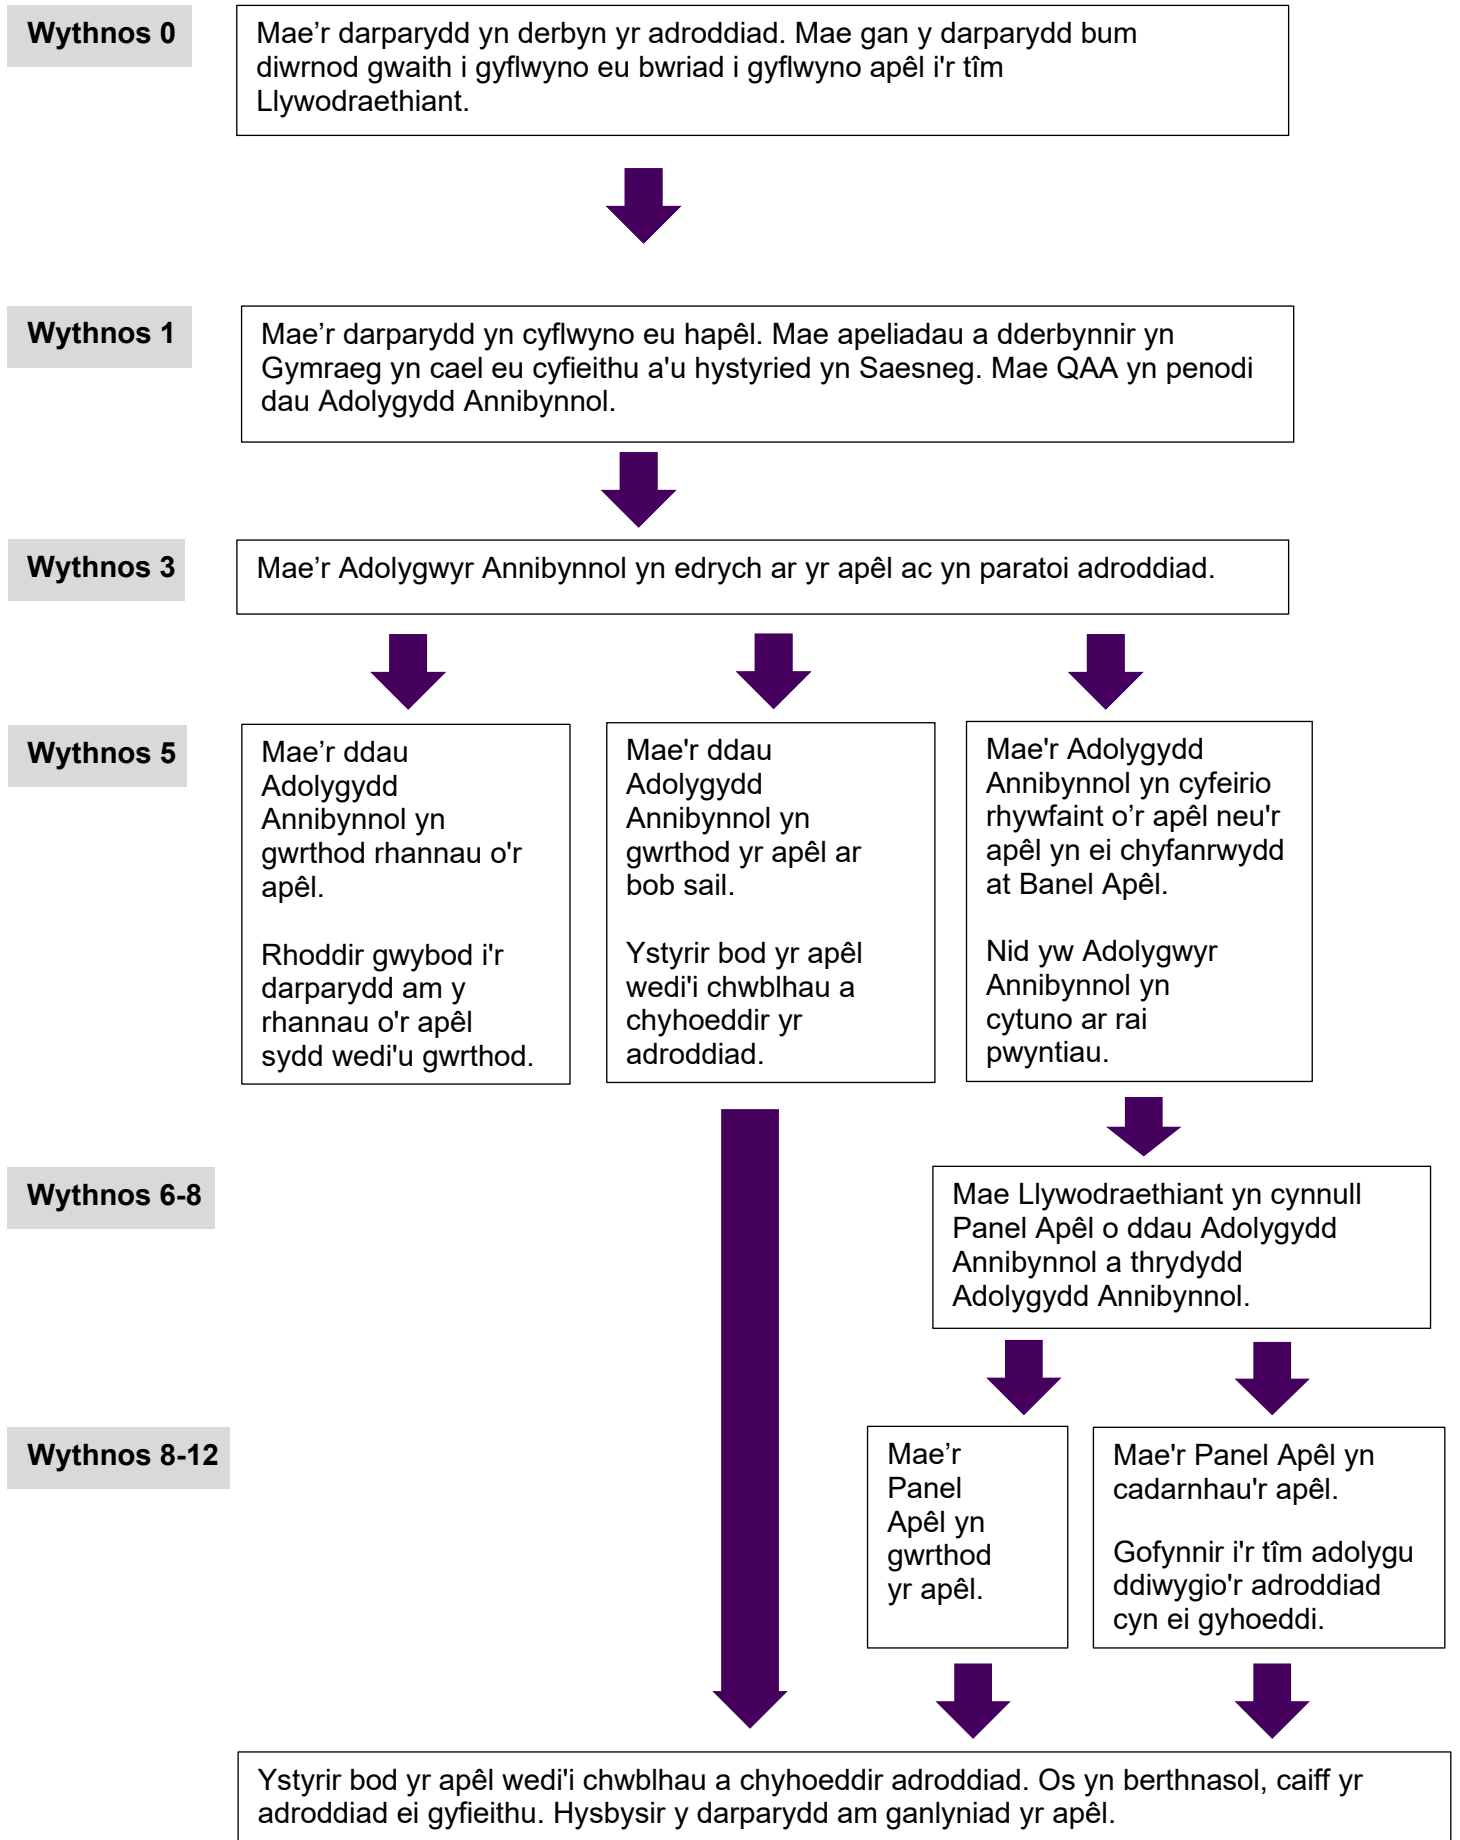 Wythnos 0
Mae'r darparydd yn derbyn yr adroddiad. Mae gan y darparydd bum
diwrnod gwaith i gyflwyno eu bwriad i gyflwyno apêl i'r tîm
Llywodraethiant.
Wythnos 1
Mae’r darparydd yn cyflwyno eu hapêl. Mae apeliadau a dderbynnir yn
Gymraeg yn cael eu cyfieithu a'u hystyried yn Saesneg. Mae QAA yn penodi
dau Adolygydd Annibynnol.
Wythnos 3
Mae’r Adolygwyr Annibynnol yn edrych ar yr apêl ac yn paratoi adroddiad.
Wythnos 5
Mae’r ddau
Adolygydd
Annibynnol yn
gwrthod rhannau o'r
apêl.
Rhoddir gwybod i'r
darparydd am y
rhannau o'r apêl
sydd wedi'u gwrthod.
Mae'r ddau
Adolygydd
Annibynnol yn
gwrthod yr apêl ar
bob sail.
Ystyrir bod yr apêl
wedi'i chwblhau a
chyhoeddir yr
adroddiad.
Mae'r Adolygydd
Annibynnol yn cyfeirio
rhywfaint o’r apêl neu'r
apêl yn ei chyfanrwydd
at Banel Apêl.
Nid yw Adolygwyr
Annibynnol yn
cytuno ar rai
pwyntiau.
Wythnos 6-8
Mae Llywodraethiant yn cynnull
Panel Apêl o ddau Adolygydd
Annibynnol a thrydydd
Adolygydd Annibynnol.
Wythnos 8-12
Mae’r
Panel
Apêl yn
gwrthod
yr apêl.
Mae'r Panel Apêl yn
cadarnhau'r apêl.
Gofynnir i'r tîm adolygu
ddiwygio'r adroddiad
cyn ei gyhoeddi.
Ystyrir bod yr apêl wedi'i chwblhau a chyhoeddir adroddiad. Os yn berthnasol, caiff yr
adroddiad ei gyfieithu. Hysbysir y darparydd am ganlyniad yr apêl.